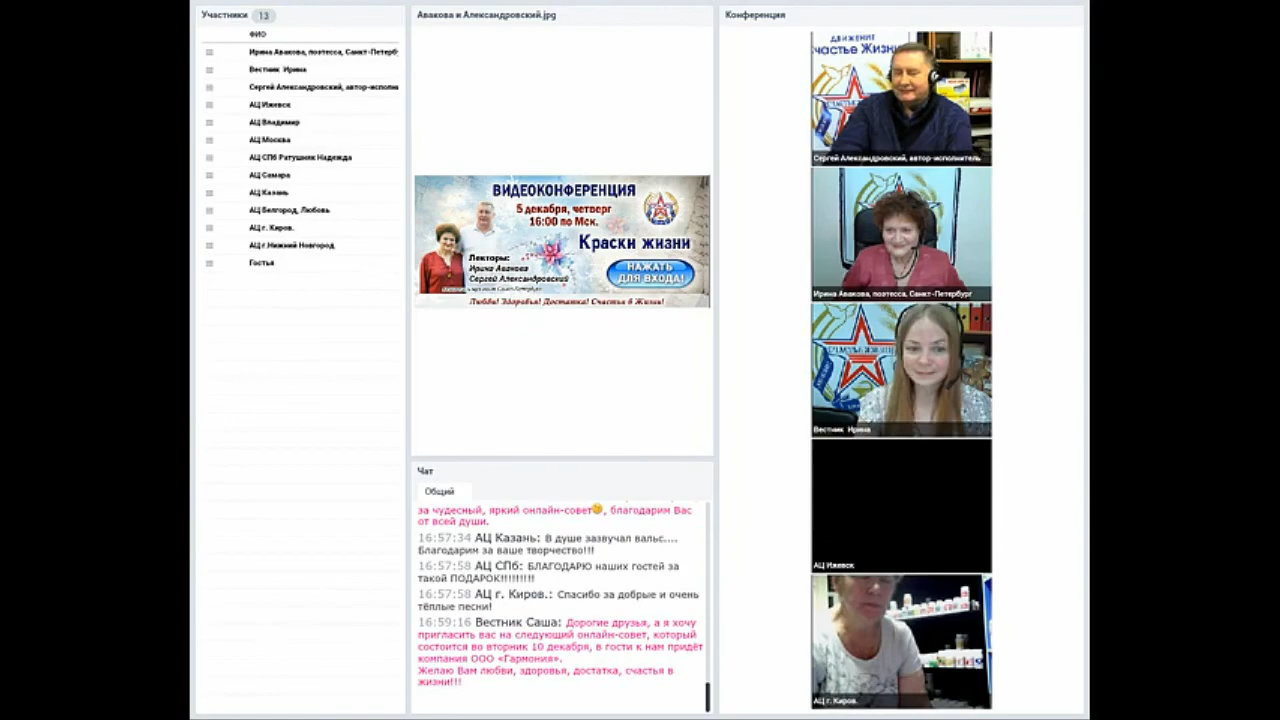 Участники 13
ФИО
Ирина Авакова, поэтесса, Санкт-Петербу
Вестник Ирина
Сергей Александровский, автор-исполни
АЦ Ижевск
АЦ Владимир
АЦ Москва
АЦ СПб Ратушняк Надежда
АЦ Самара
АЦ Казань
АЦ Белгород, Любовь
АЦ г. Киров.
АЦ г.Нижний Новгород
Гостья
Авакова и Александровский.jpg
ВИДЕОКОНФЕРЕНЦИЯ
5 декабря, четверг
16:00 по Мск.
Краски жизни
Лекторы:
Ирина Авакова
Сергей Александровский
НАЖАТЬ
ДЛЯ ВХОДА!
Любви! Здоровья! Достатка! Счастья в Жизни!
Чат
Общий
за чудесный, яркий онлайн-совет, благодарим Вас
от всей души.
16:57:34 АЦ Казань: В душе зазвучал вальс....
Благодарим за ваше творчество!!!
16:57:58 АЦ СПб: БЛАГОДАРЮ наших гостей за
такой ПОДАРОК!!!!!!!!!
16:57:58 АЦ г. Киров.: Спасибо за добрые и очень
тёплые песни!
16:59:16 Вестник Саша: Дорогие друзья, а я хочу
пригласить вас на следующий онлайн-совет, который
состоится во вторник 10 декабря, в гости к нам придёт
компания ООО «Гармония».
Желаю Вам любви, здоровья, достатка, счастья в
жизни!!!
Конференция
ДВИЖЕНИЕ
частье Жизни
Сергей Александровский, автор-исполнитель
Ирина Авакова, поэтесса, Санкт-Петербург
Вестник Ирина
АЦ Ижевск
АЦ г. Киров.